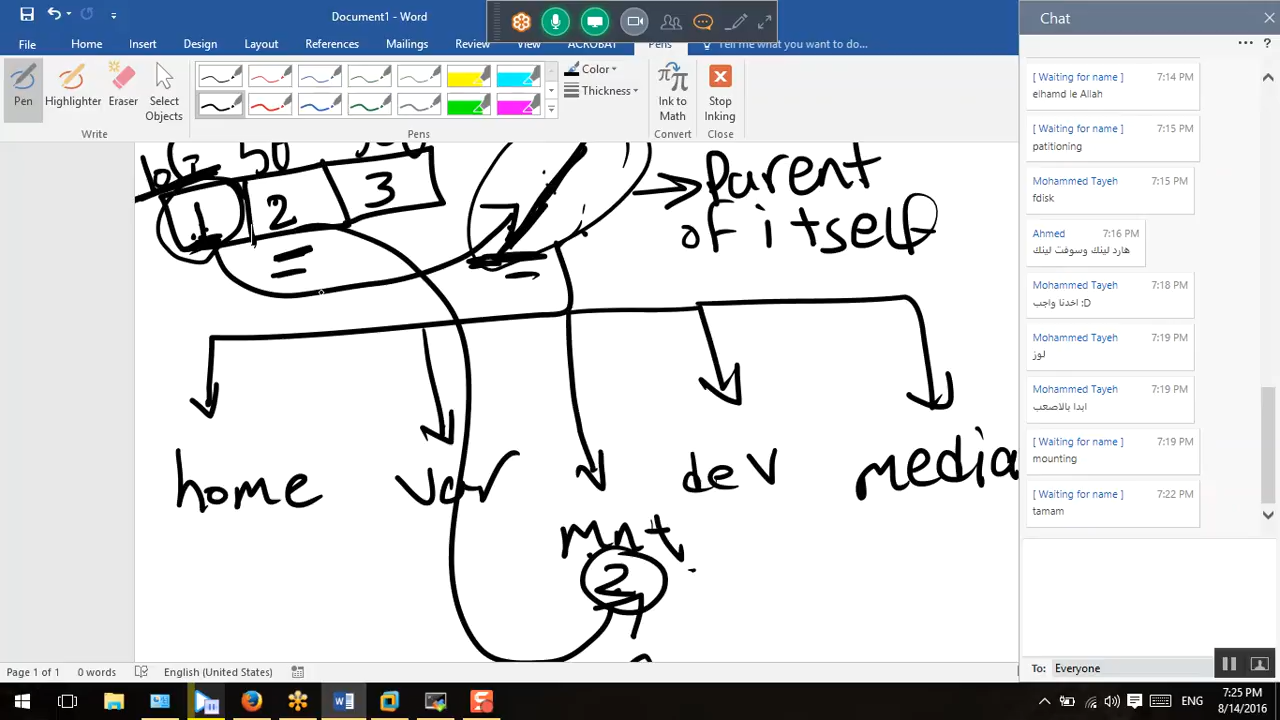 Document1 - Word
File Home Insert Design Layout References Mailings Review View ACROBAT Pens Tell me what you want to do...
Pen Highlighter Eraser Select Objects
Color
Thickness
Ink to Math
Stop Inking
Write Pens Convert Close
50
1 2 3
Parent
of itself
home var dev media
mnt
2
Chat
[ Waiting for name ] 7:14 PM
elhamd le Allah
[ Waiting for name ] 7:15 PM
patitioning
Mohammed Tayeh 7:15 PM
fdisk
Ahmed 7:16 PM
هارد لينك وسوفت لينك
Mohammed Tayeh 7:18 PM
اخدنا واجب :D
Mohammed Tayeh 7:19 PM
لوز
Mohammed Tayeh 7:19 PM
ابدا بالاصعب
[ Waiting for name ] 7:19 PM
mounting
[ Waiting for name ] 7:22 PM
tamam
To: Everyone
Page 1 of 1 0 words English (United States)
ENG
7:25 PM
8/14/2016